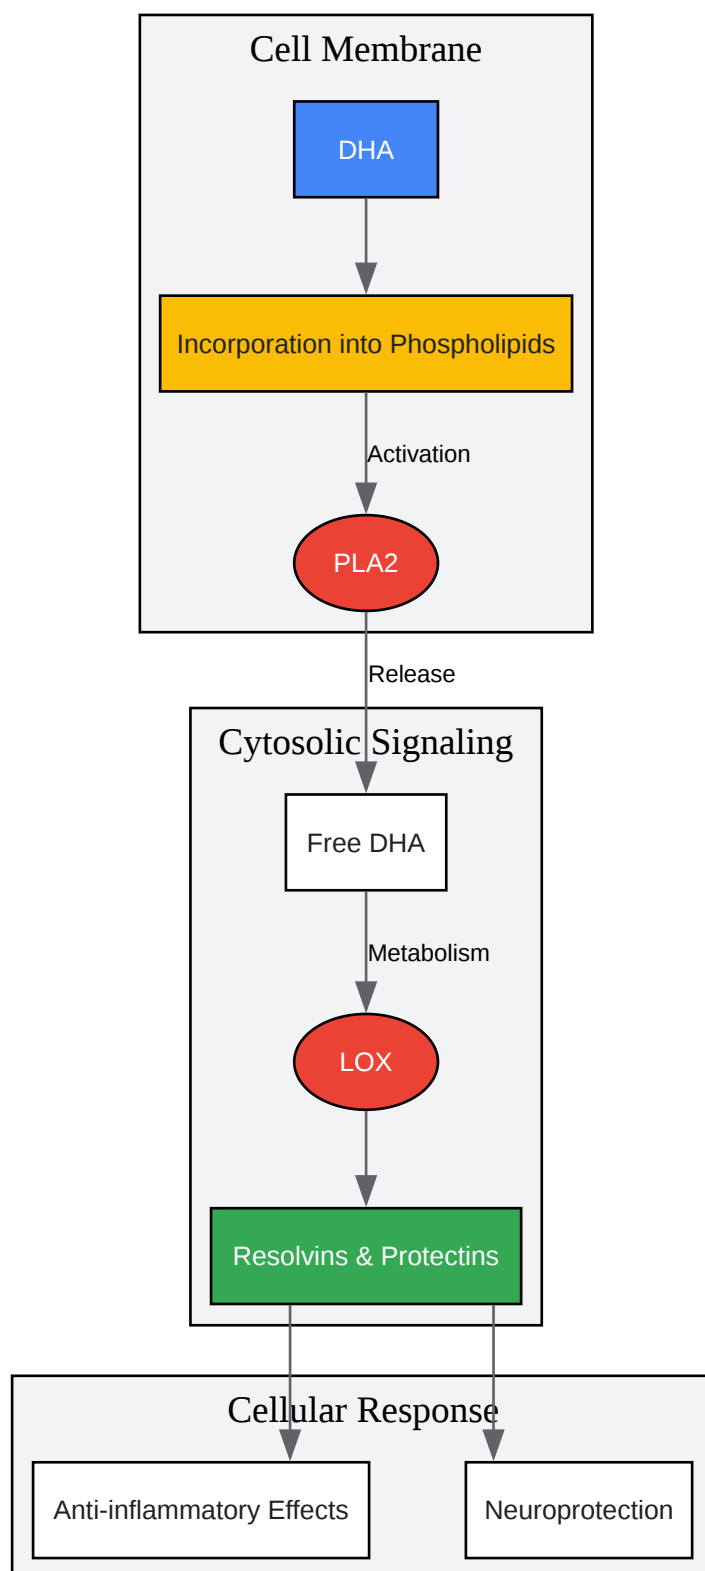 Cell Membrane
DHA
Incorporation into Phospholipids
Activation
PLA2
Release
Cytosolic Signaling
Free DHA
Metabolism
LOX
Resolvins & Protectins
Cellular Response
Anti-inflammatory Effects
Neuroprotection